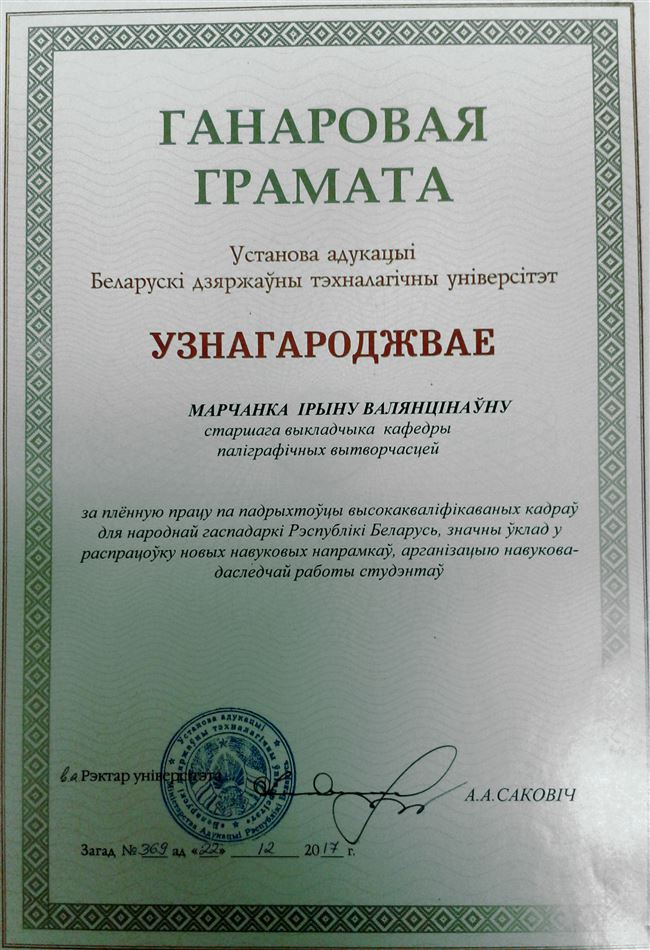 ГАНАРОВАЯ
ГРАМАТА
Установа адукацыі
Беларускі дзяржаўны тэхналагічны універсітэт
УЗНАГАРОДЖВАЕ
МАРЧАНКА ІРЫНУ ВАЛЯНЦІНАЎНУ
старшага выкладчыка кафедры
паліграфічных вытворчасцей
за плённую працу па падрыхтоўцы высокакваліфікаваных кадраў
для народнай гаспадаркі Рэспублікі Беларусь, значны ўклад у
распрацоўку новых навуковых напрамкаў, арганізацыю навукова-
даследчай работы студэнтаў
в.а. Рэктар універсітэта
А.А.САКОВІЧ
Загад № 369 ад «22» 12 2017 г.
Установа адукацыі